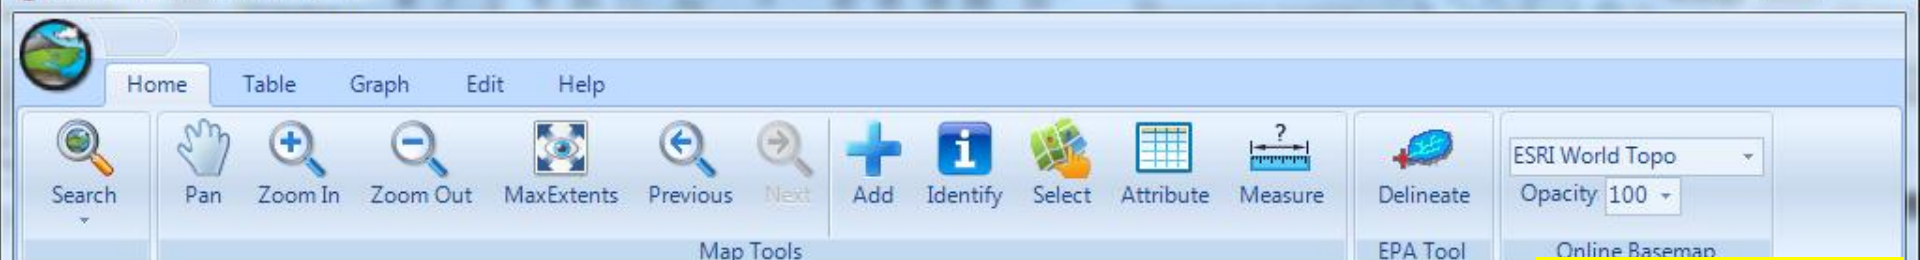 Home Table Graph Edit Help
Search Pan Zoom In Zoom Out MaxExtents Previous Next Add Identify Select Attribute Measure Delineate
ESRI World Topo
Opacity 100
Map Tools EPA Tool Online Basemap